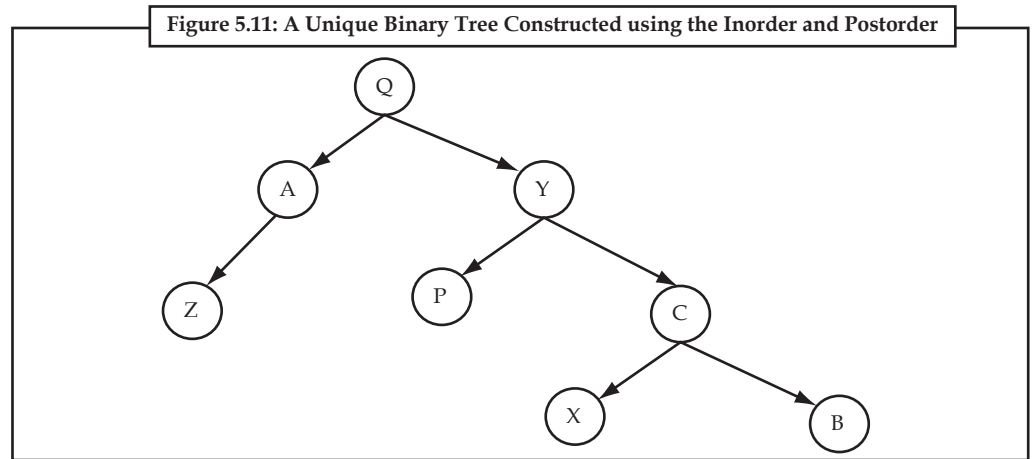 Figure 5.11: A Unique Binary Tree Constructed using the Inorder and Postorder
Q
A
Y
Z
P
C
X
B